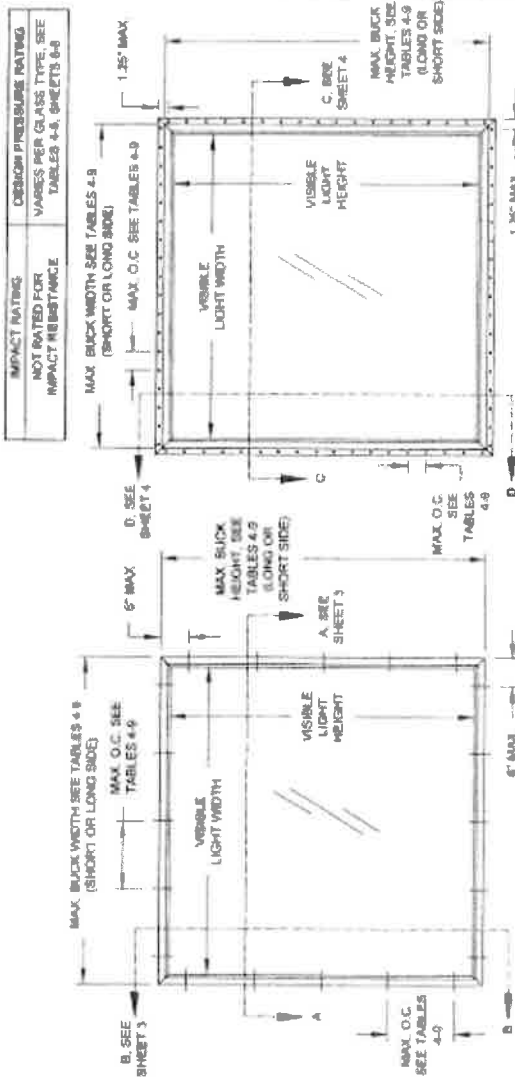 IMPACT RATING
DESIGN PRESSURE RATING
NOT RATED FOR
IMPACT RESISTANCE
VARIES PER GLASS TYPE, SEE
TABLES 4-9, SHEETS 6-8
MAX. BUCK WIDTH SEE TABLES 4-9
(SHORT OR LONG SIDE)
6" MAX
MAX. O.C. SEE
TABLES 4-9
B, SEE
SHEET 3
MAX. BUCK
HEIGHT, SEE
TABLES 4-9
(LONG OR
SHORT SIDE)
VISIBLE
LIGHT WIDTH
VISIBLE
LIGHT
HEIGHT
A, SEE
SHEET 3
A
MAX. O.C.
SEE TABLES
4-9
B
6" MAX
MAX. BUCK WIDTH SEE TABLES 4-9
(SHORT OR LONG SIDE)
1.25" MAX
MAX. O.C. SEE TABLES 4-9
D, SEE
SHEET 4
VISIBLE
LIGHT WIDTH
VISIBLE
LIGHT
HEIGHT
C, SEE
SHEET 4
MAX. BUCK
HEIGHT, SEE
TABLES 4-9
(LONG OR
SHORT SIDE)
C
MAX. O.C.
SEE
TABLES
4-9
D
1.25" MAX